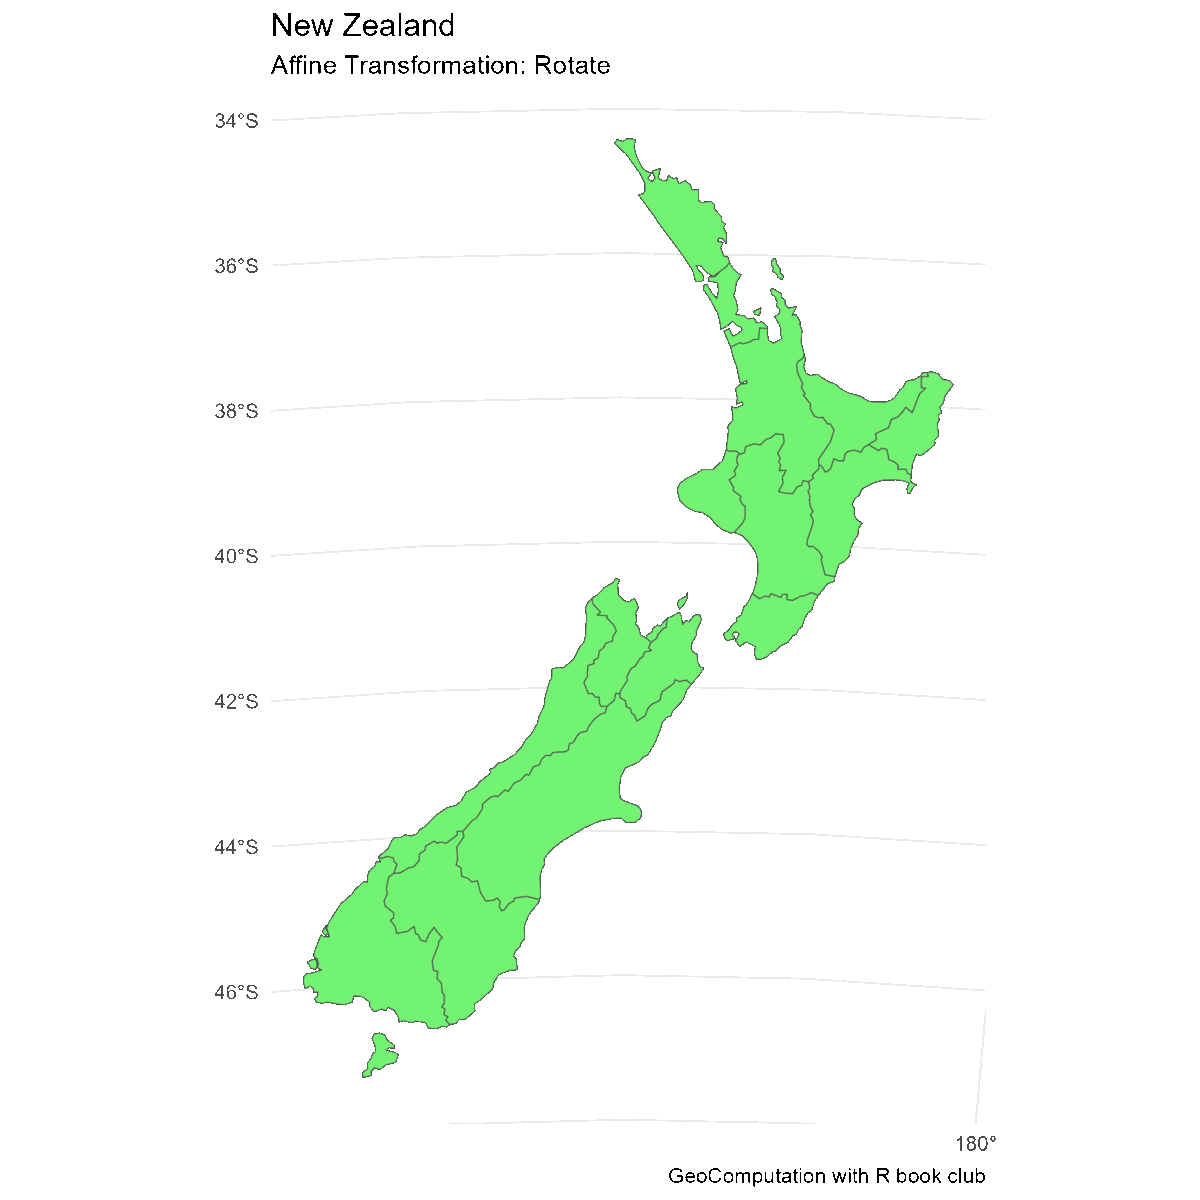 New Zealand
Affine Transformation: Rotate
34°S
36°S
38°S
40°S
42°S
44°S
46°S
180°
GeoComputation with R book club